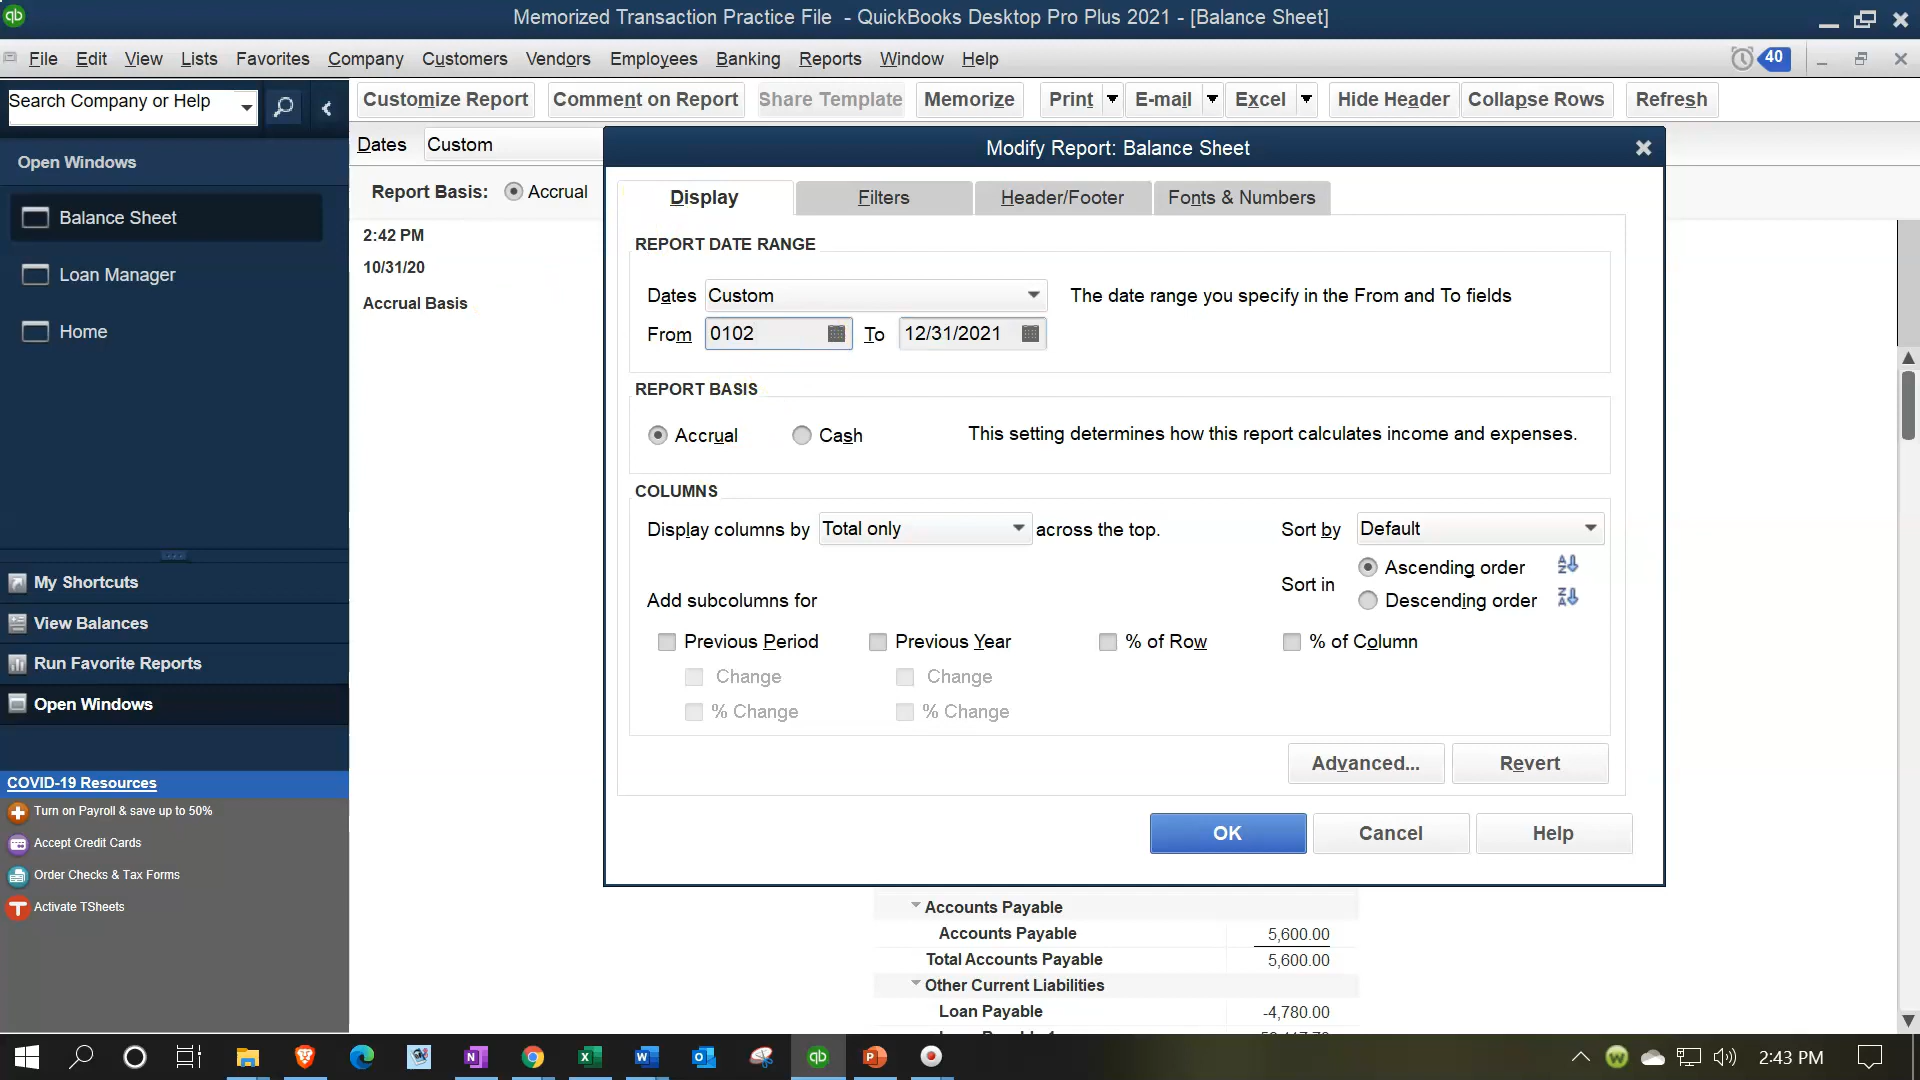 qb
Memorized Transaction Practice File - QuickBooks Desktop Pro Plus 2021 - [Balance Sheet]
File Edit View Lists Favorites Company Customers Vendors Employees Banking Reports Window Help
40
Search Company or Help
Customize Report Comment on Report Share Template Memorize Print E-mail Excel Hide Header Collapse Rows Refresh
Dates Custom
Report Basis: Accrual
2:42 PM
10/31/20
Accrual Basis
Open Windows
Balance Sheet
Loan Manager
Home
My Shortcuts
View Balances
Run Favorite Reports
Open Windows
COVID-19 Resources
Turn on Payroll & save up to 50%
Accept Credit Cards
Order Checks & Tax Forms
Activate TSheets
Modify Report: Balance Sheet
Display Filters Header/Footer Fonts & Numbers
REPORT DATE RANGE
Dates Custom The date range you specify in the From and To fields
From 0102 To 12/31/2021
REPORT BASIS
Accrual Cash This setting determines how this report calculates income and expenses.
COLUMNS
Display columns by Total only across the top. Sort by Default
Sort in Ascending order
Descending order
Add subcolumns for
Previous Period Previous Year % of Row % of Column
Change Change
% Change % Change
Advanced... Revert
OK Cancel Help
Accounts Payable
Accounts Payable 5,600.00
Total Accounts Payable 5,600.00
Other Current Liabilities
Loan Payable -4,780.00
2:43 PM